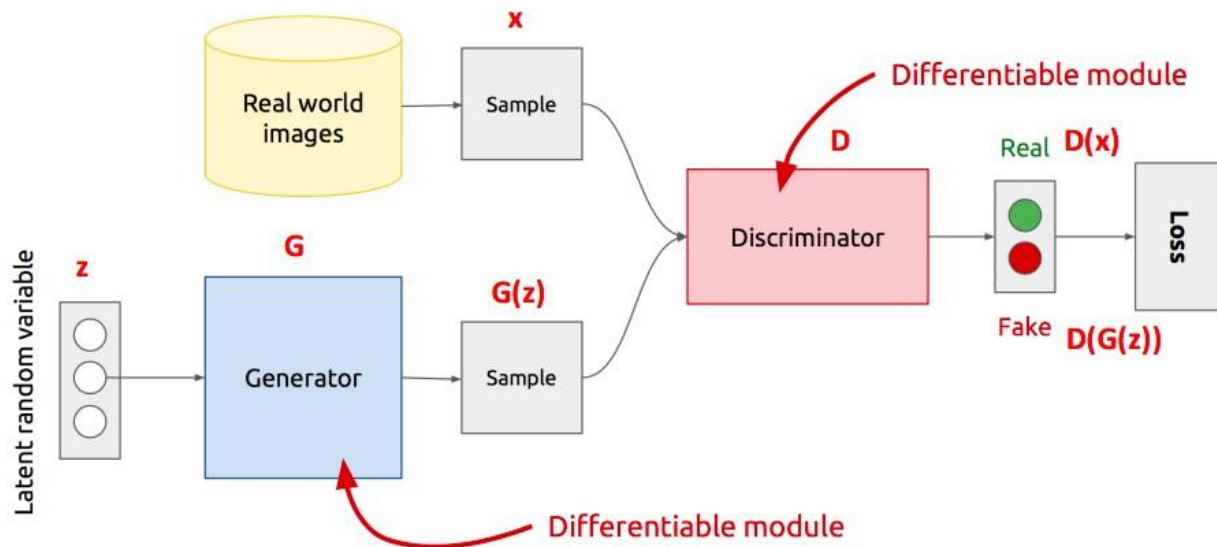 x
Real world
images
Sample
Differentiable module
D
Real
D(x)
Discriminator
Loss
z
G
G(z)
Latent random variable
Generator
Sample
Fake
D(G(z))
Differentiable module